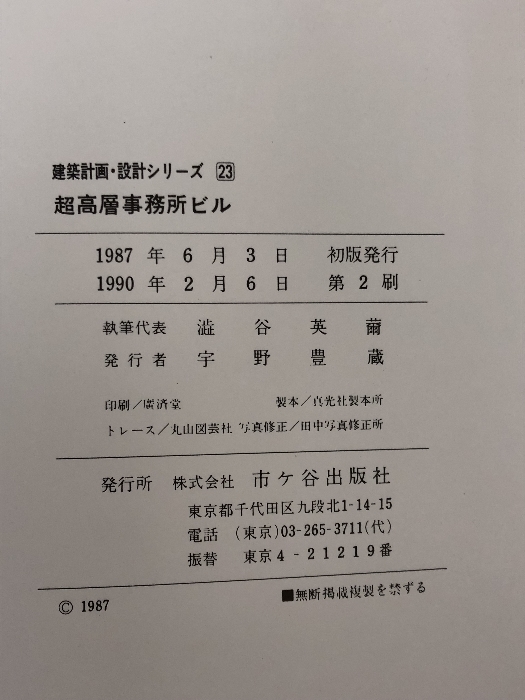 建築計画・設計シリーズ 23
超高層事務所ビル
1987 年 6 月 3 日 初版発行
1990 年 2 月 6 日 第 2 刷
執筆代表 澁谷英薾
発行者 宇野豊蔵
印刷/廣済堂 製本/真光社製本所
トレース/丸山図芸社 写真修正/田中写真修正所
発行所 株式会社 市ケ谷出版社
東京都千代田区九段北1-14-15
電話 (東京)03-265-3711(代)
振替 東京4-21219番
■無断掲載複製を禁ずる
© 1987